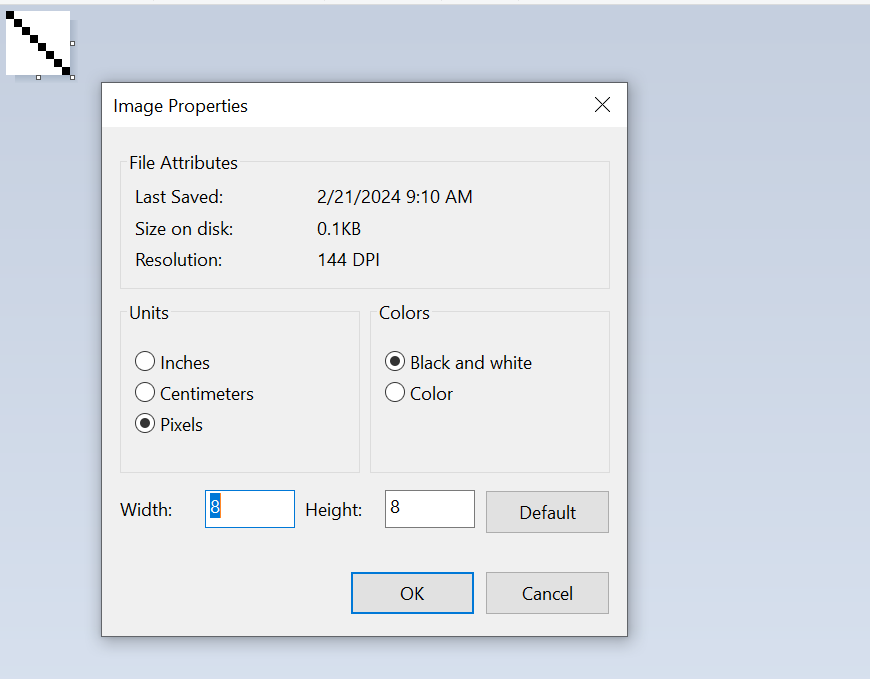 Image Properties
File Attributes
Last Saved: 2/21/2024 9:10 AM
Size on disk: 0.1KB
Resolution: 144 DPI
Units
Inches
Centimeters
Pixels
Colors
Black and white
Color
Width: 8 Height: 8 Default
OK Cancel